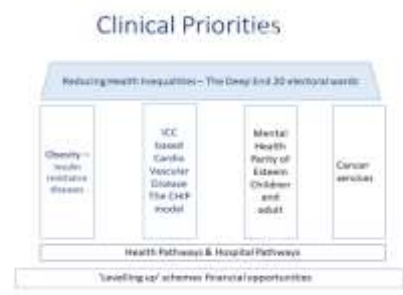 Clinical Priorities
Reducing Health Inequalities – The Deep End 20 electoral wards
Obesity –
insulin
resistance
diseases
ICC
based
Cardio
Vascular
Disease
The CHIP
model
Mental
Health
Parity of
Esteem
Children
and
adult
Cancer
services
Health Pathways & Hospital Pathways
'Levelling up' schemes financial opportunities